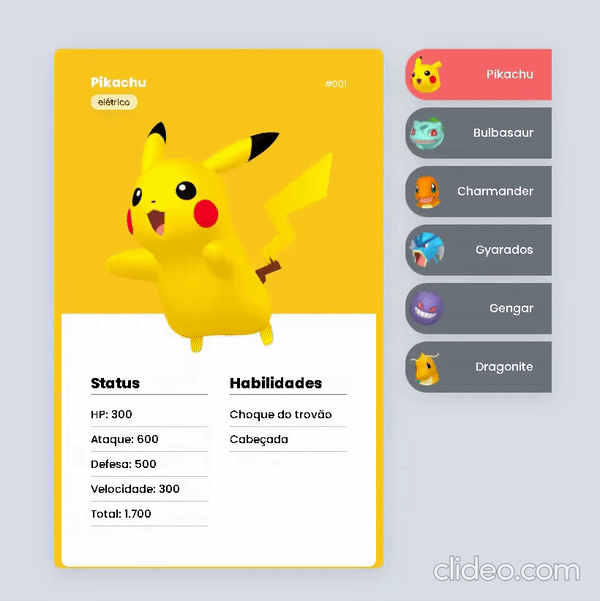 Pikachu
#001
elétrico
Status
HP: 300
Ataque: 600
Defesa: 500
Velocidade: 300
Total: 1.700
Habilidades
Choque do trovão
Cabeçada
Pikachu
Bulbasaur
Charmander
Gyarados
Gengar
Dragonite
clideo.com